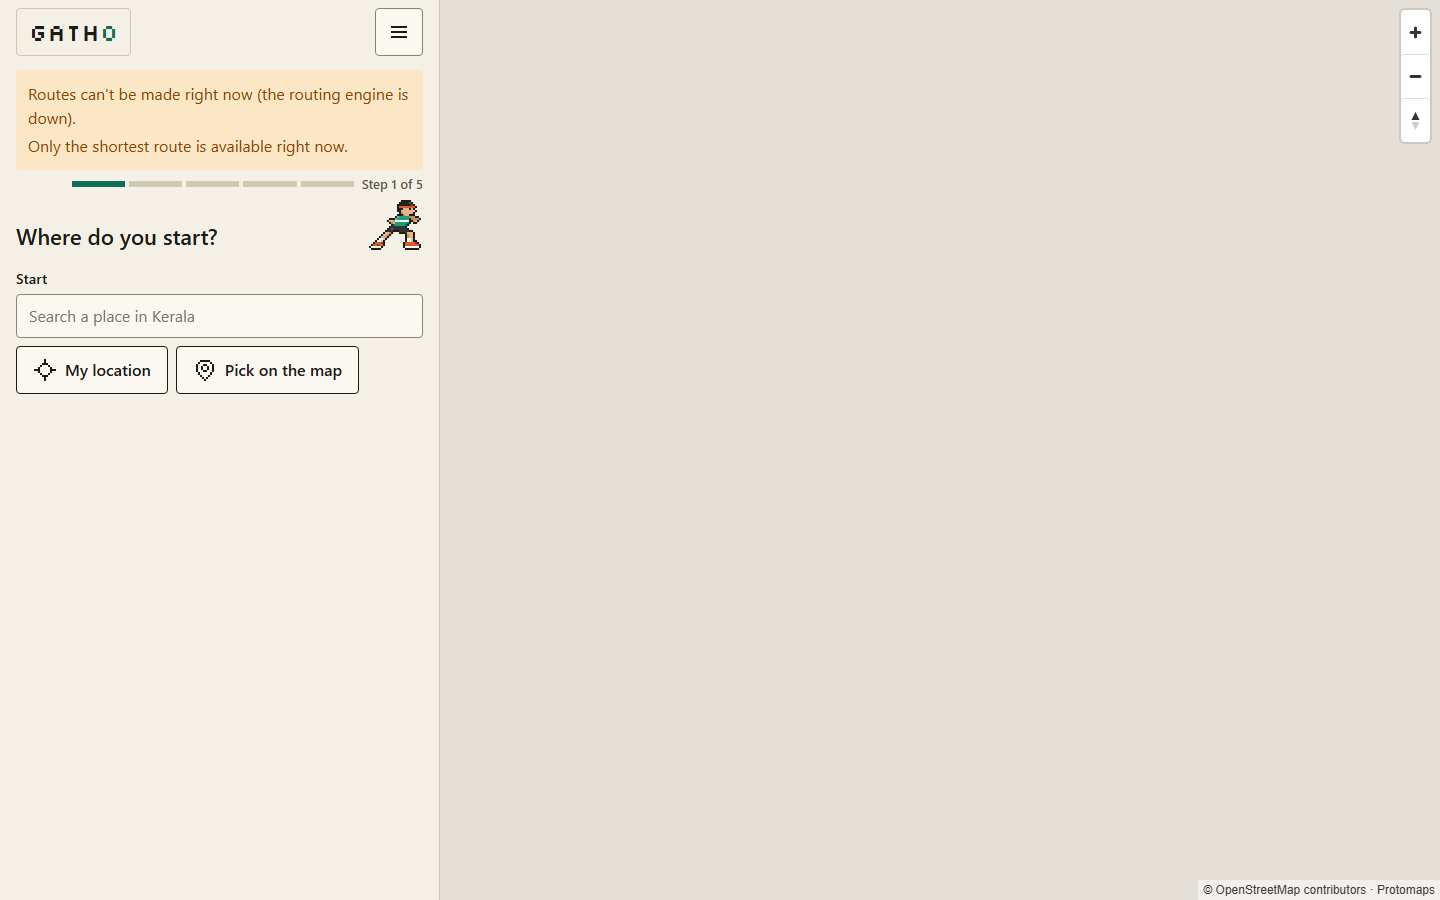 GATHO
Routes can't be made right now (the routing engine is
down).
Only the shortest route is available right now.
Step 1 of 5
Where do you start?
Start
Search a place in Kerala
My location
Pick on the map
© OpenStreetMap contributors · Protomaps